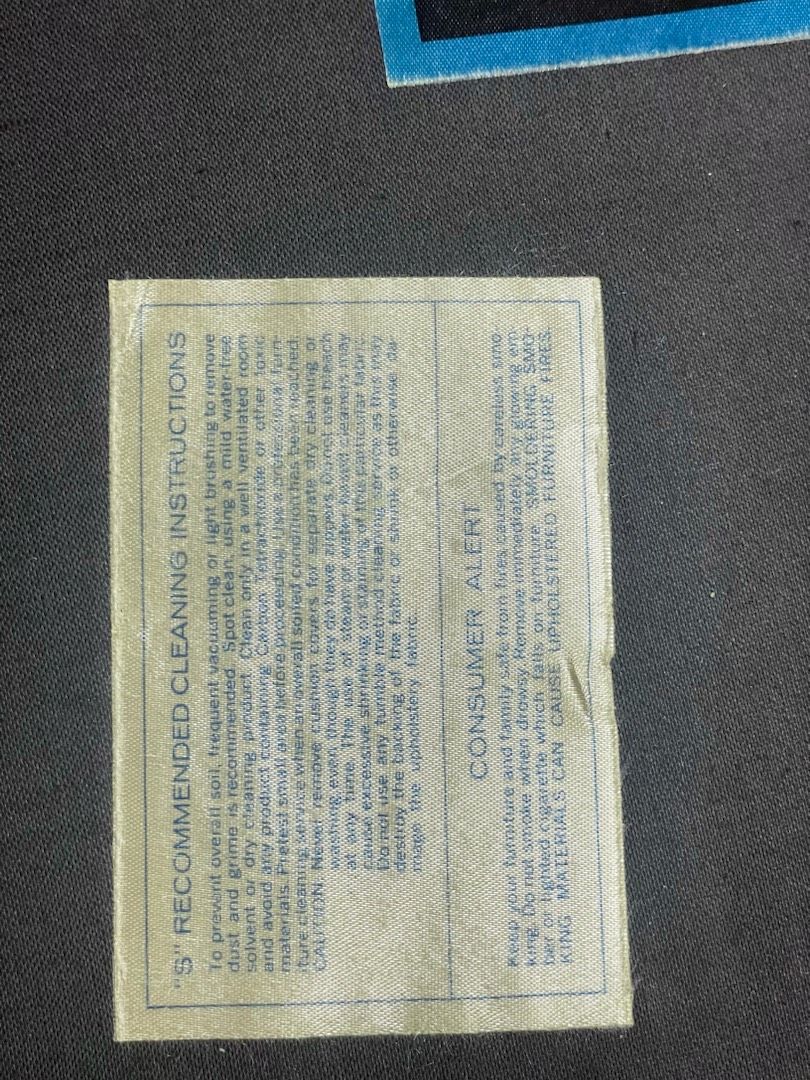 "S" RECOMMENDED CLEANING INSTRUCTIONS
To prevent overall soil, frequent vacuuming or light brushing to remove
dust and grime is recommended. Spot clean, using a mild water-free
solvent or dry cleaning product. Clean only in a well ventilated room
and avoid any product containing Carbon Tetrachloride or other toxic
materials. Pretest small area before proceeding. Use a professional furni-
ture cleaning service when an overall soiled condition has been reached.
CAUTION: Never remove cushion covers for separate dry cleaning or
washing even though they do have zippers. Do not use bleach
at any time. The use of steam or water-based cleaners may
cause excessive shrinking or staining of this particular fabric.
Do not use any tumble method cleaning service as this may
destroy the backing of the fabric or shrunk or otherwise da-
mage the upholstery fabric.
CONSUMER ALERT
Keep your furniture and family safe from fires caused by careless smo-
king. Do not smoke when drowsy. Remove immediately any glowing em-
ber or lighted cigarette which falls on furniture. SMOLDERING SMO-
KING MATERIALS CAN CAUSE UPHOLSTERED FURNITURE FIRES.